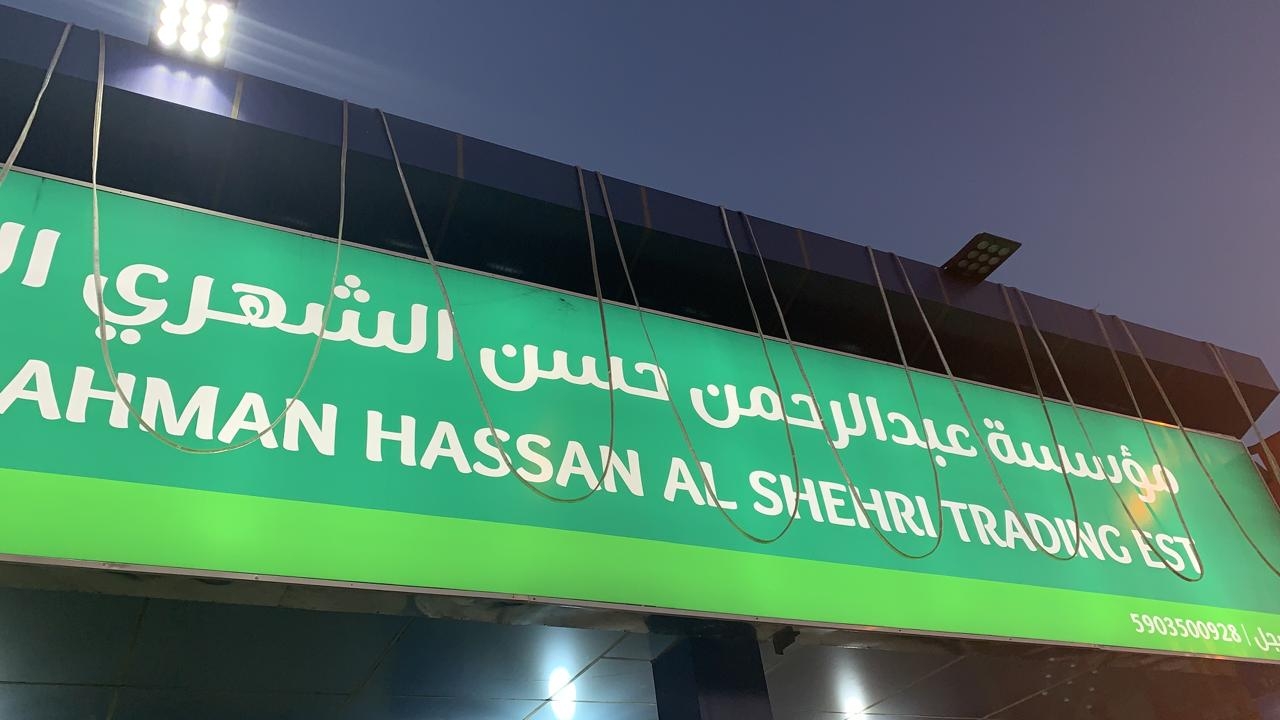 مؤسسة عبدالرحمن حسن الشهري
AHMAN HASSAN AL SHEHRI TRADING EST
5903500928